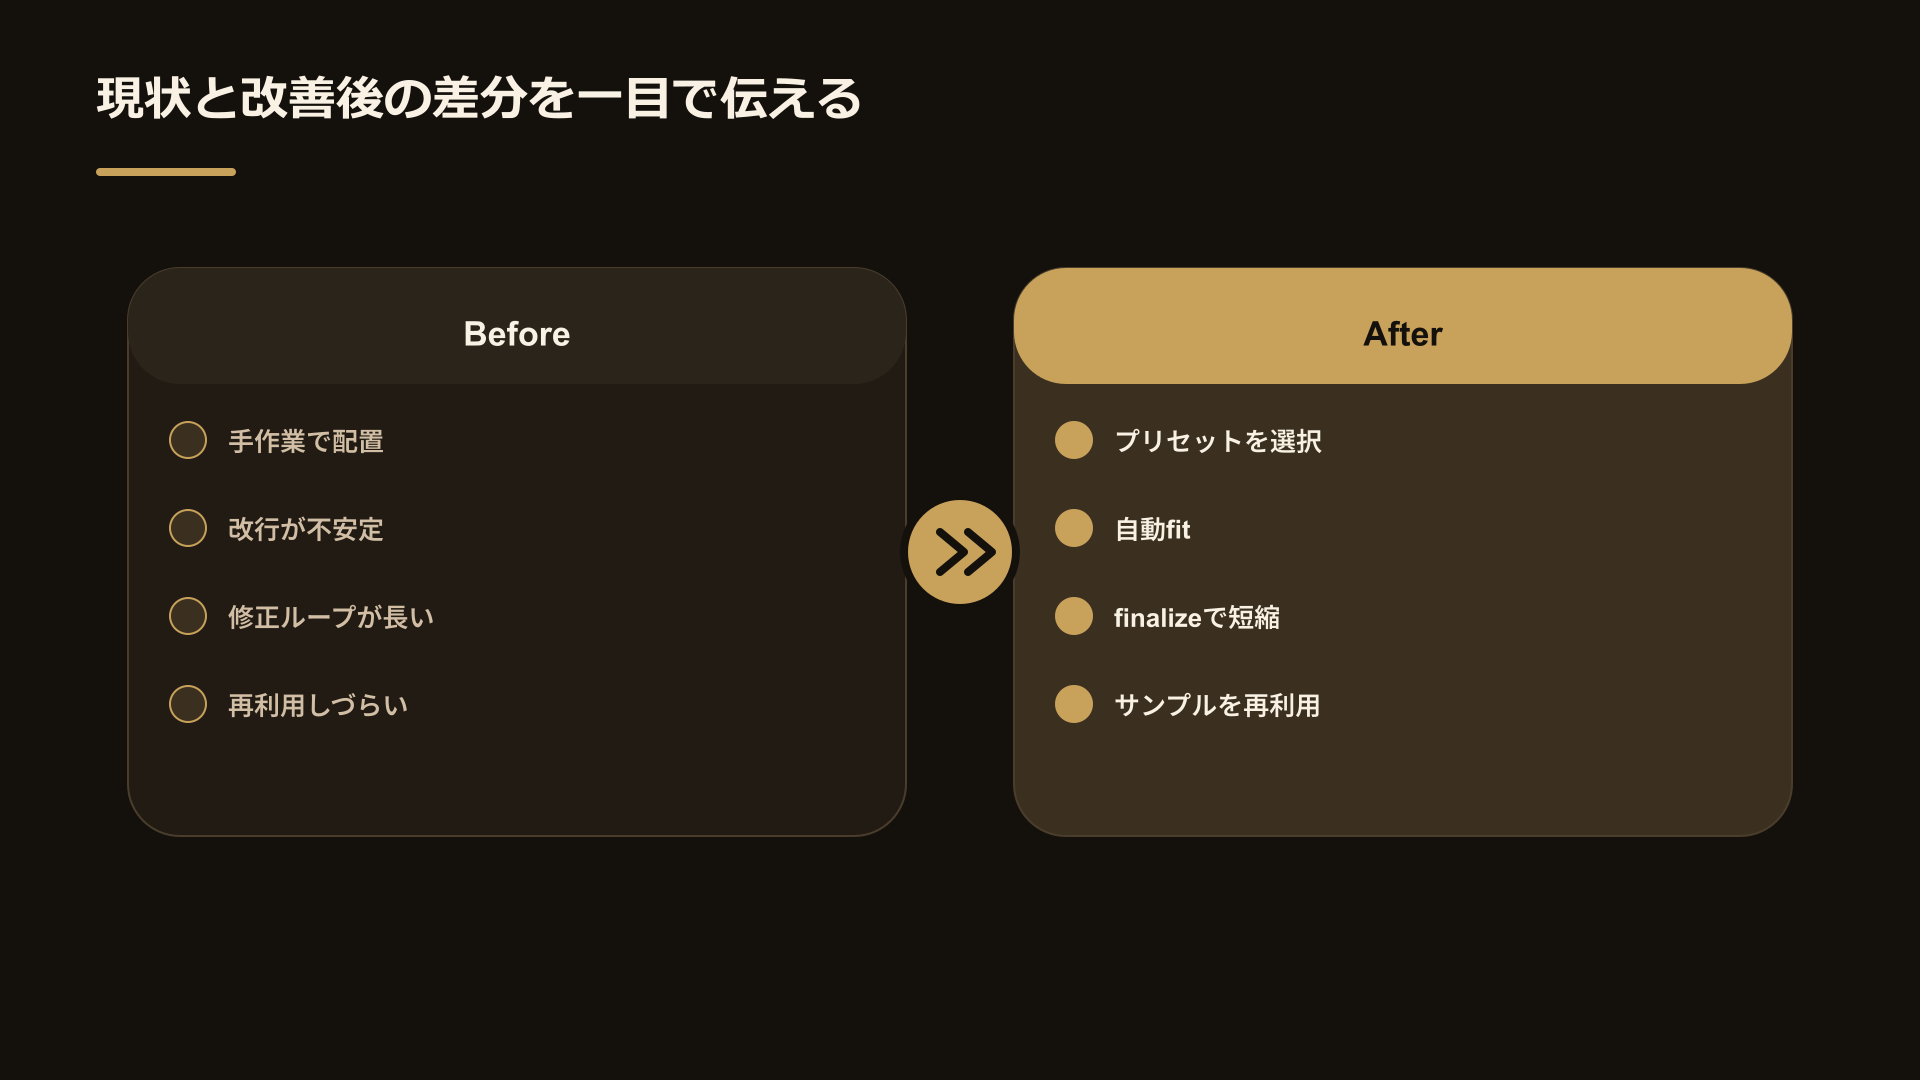 現状と改善後の差分を一目で伝える
Before
手作業で配置
改行が不安定
修正ループが長い
再利用しづらい
After
プリセットを選択
自動fit
finalizeで短縮
サンプルを再利用